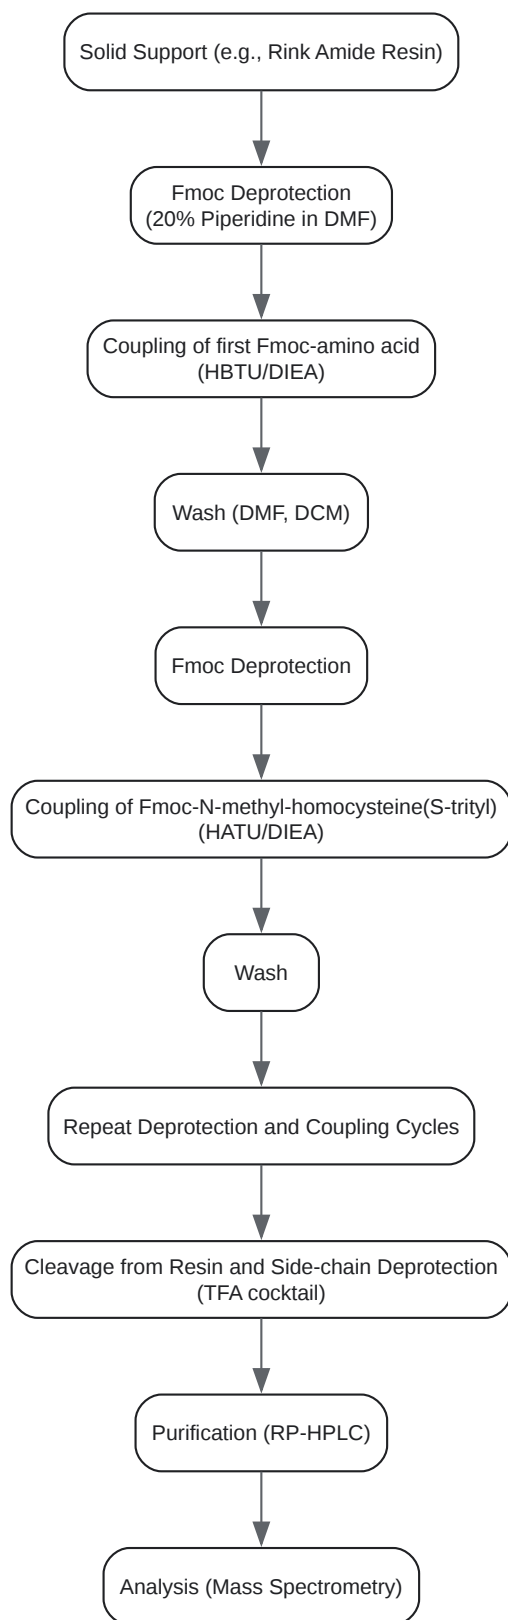 Solid Support (e.g., Rink Amide Resin)
Fmoc Deprotection
(20% Piperidine in DMF)
Coupling of first Fmoc-amino acid
(HBTU/DIEA)
Wash (DMF, DCM)
Fmoc Deprotection
Coupling of Fmoc-N-methyl-homocysteine(S-trityl)
(HATU/DIEA)
Wash
Repeat Deprotection and Coupling Cycles
Cleavage from Resin and Side-chain Deprotection
(TFA cocktail)
Purification (RP-HPLC)
Analysis (Mass Spectrometry)